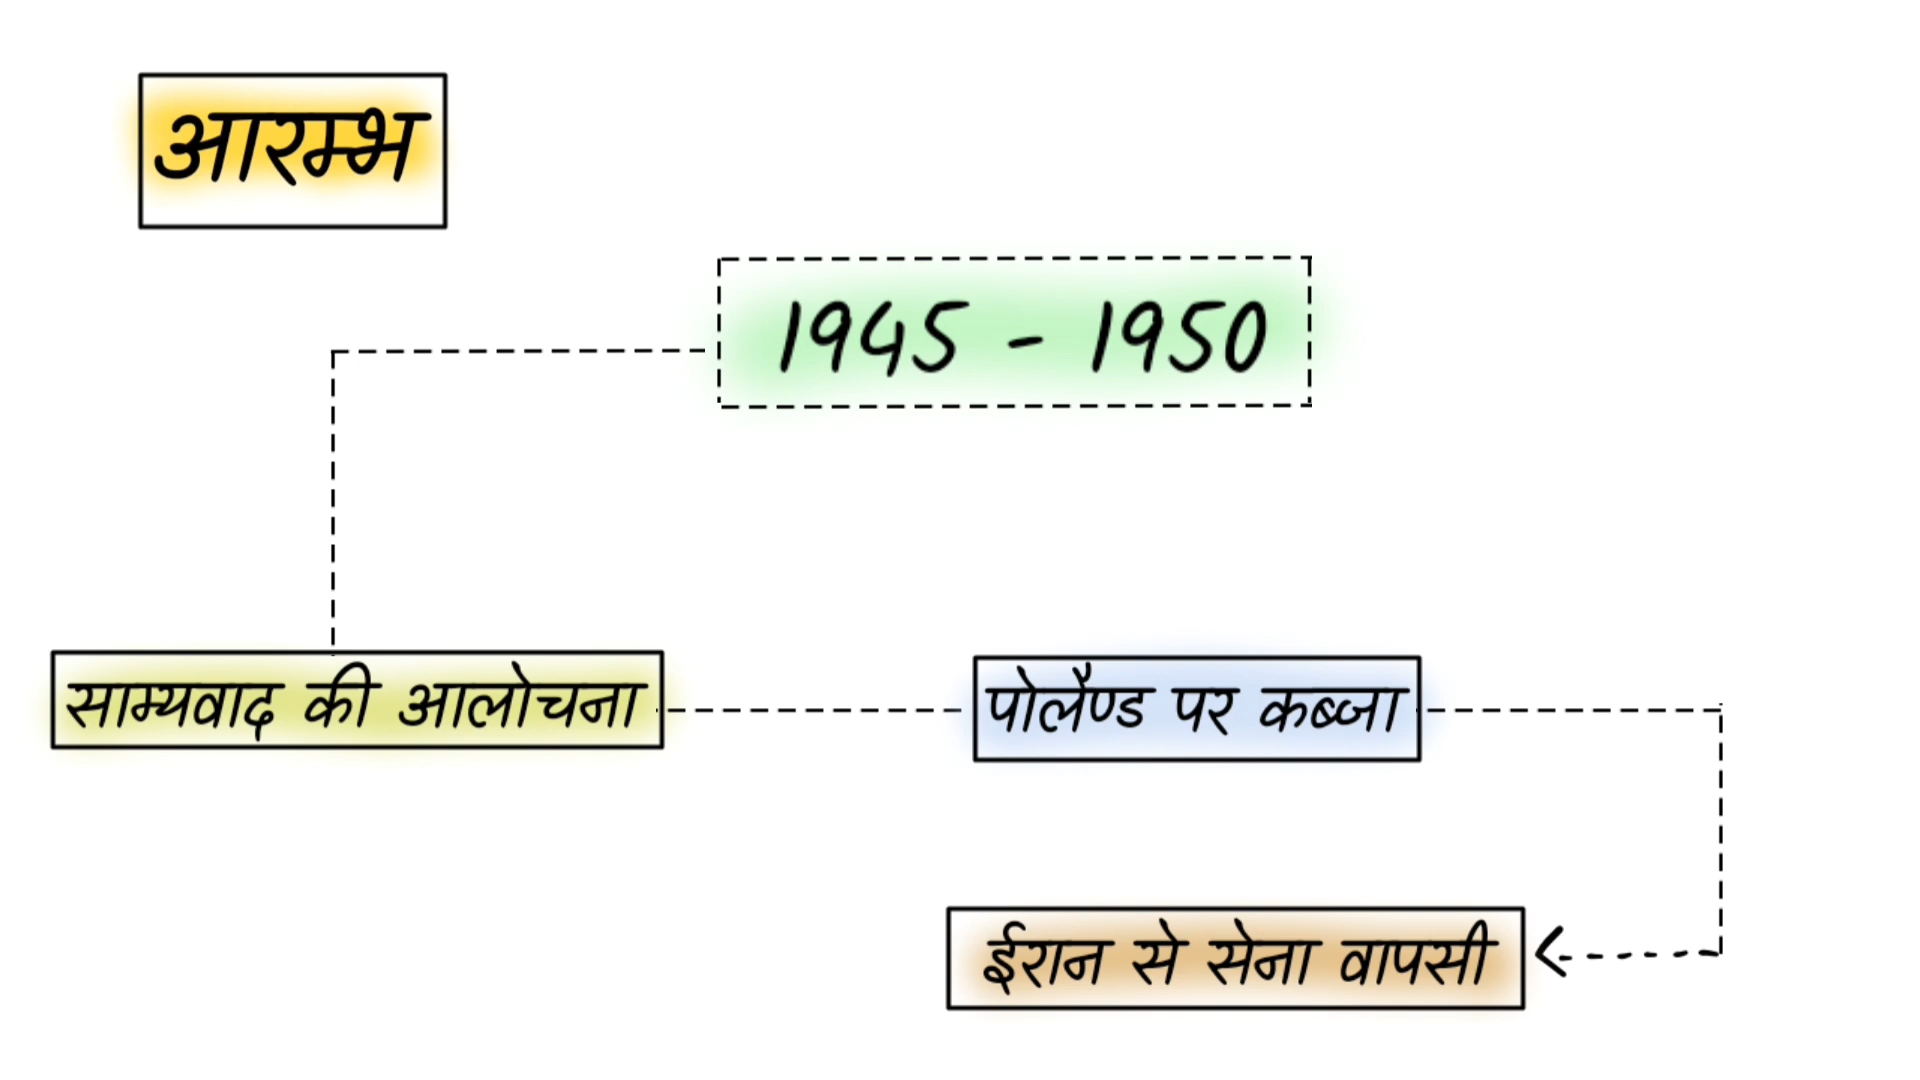 आरम्भ
1945 - 1950
साम्यवाद की आलोचना
पोलैण्ड पर कब्जा
ईरान से सेना वापसी